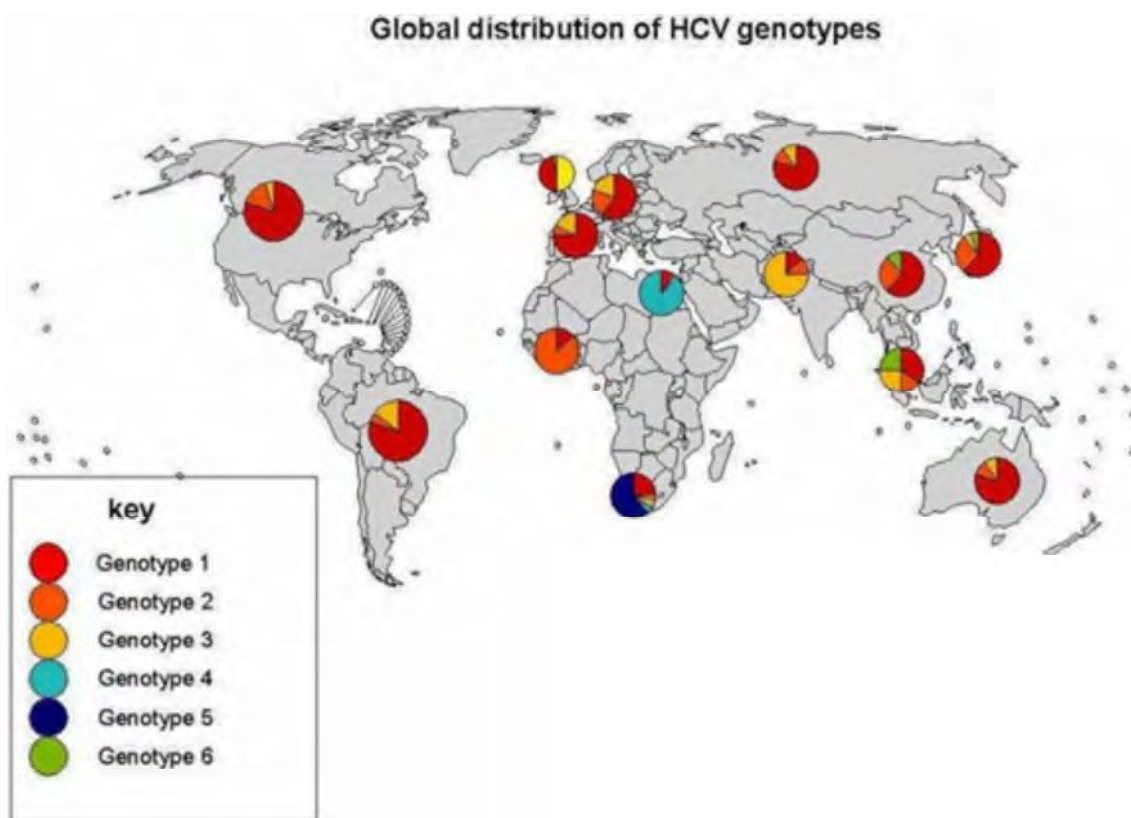 Global distribution of HCV genotypes
key
Genotype 1
Genotype 2
Genotype 3
Genotype 4
Genotype 5
Genotype 6